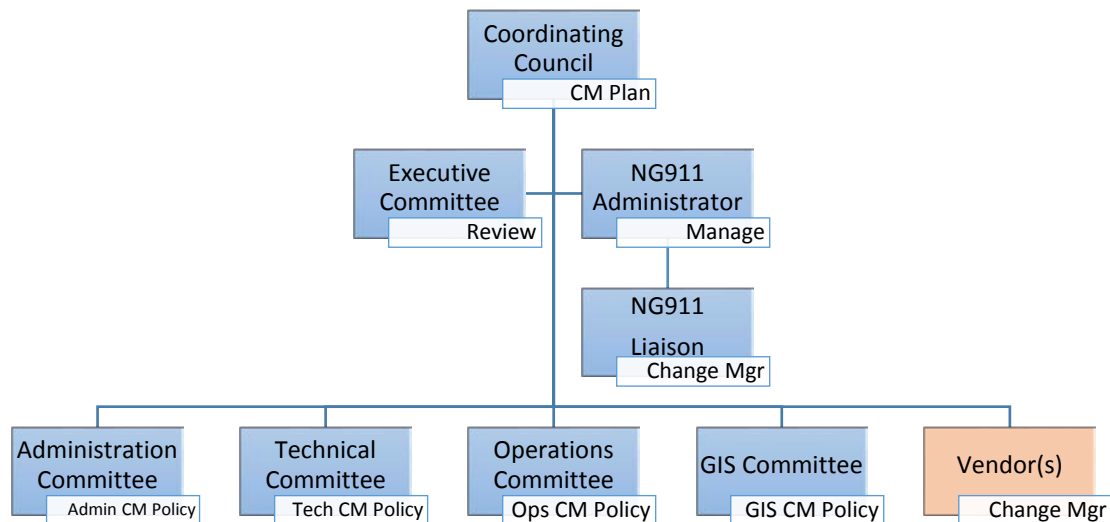 Coordinating
Council
CM Plan
Executive
Committee
Review
NG911
Administrator
Manage
NG911
Liaison
Change Mgr
Administration
Committee
Admin CM Policy
Technical
Committee
Tech CM Policy
Operations
Committee
Ops CM Policy
GIS Committee
GIS CM Policy
Vendor(s)
Change Mgr